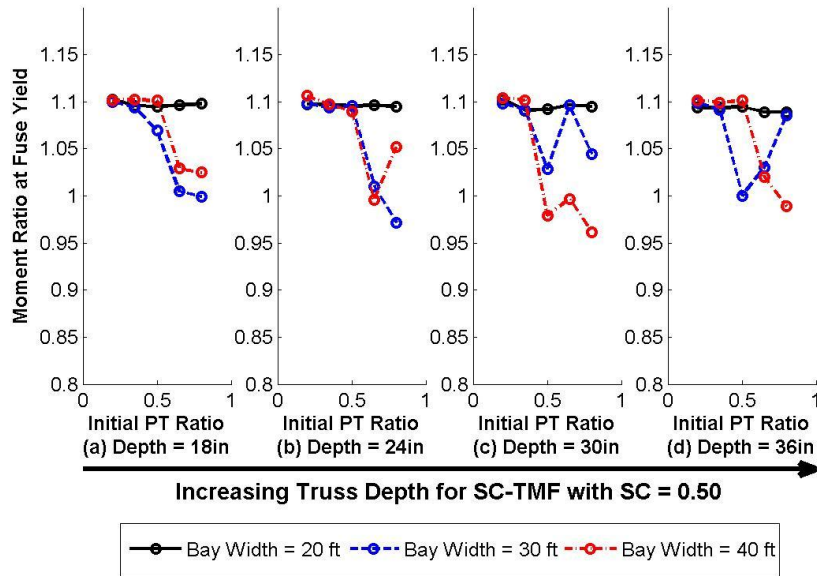 Moment Ratio at Fuse Yield
1.15
1.1
1.05
1
0.95
0.9
0.85
0.8
0 0.5 1
Initial PT Ratio
(a) Depth = 18in
1.15
1.1
1.05
1
0.95
0.9
0.85
0.8
0 0.5 1
Initial PT Ratio
(b) Depth = 24in
1.15
1.1
1.05
1
0.95
0.9
0.85
0.8
0 0.5 1
Initial PT Ratio
(c) Depth = 30in
1.15
1.1
1.05
1
0.95
0.9
0.85
0.8
0 0.5 1
Initial PT Ratio
(d) Depth = 36in
Increasing Truss Depth for SC-TMF with SC = 0.50
Bay Width = 20 ft Bay Width = 30 ft Bay Width = 40 ft